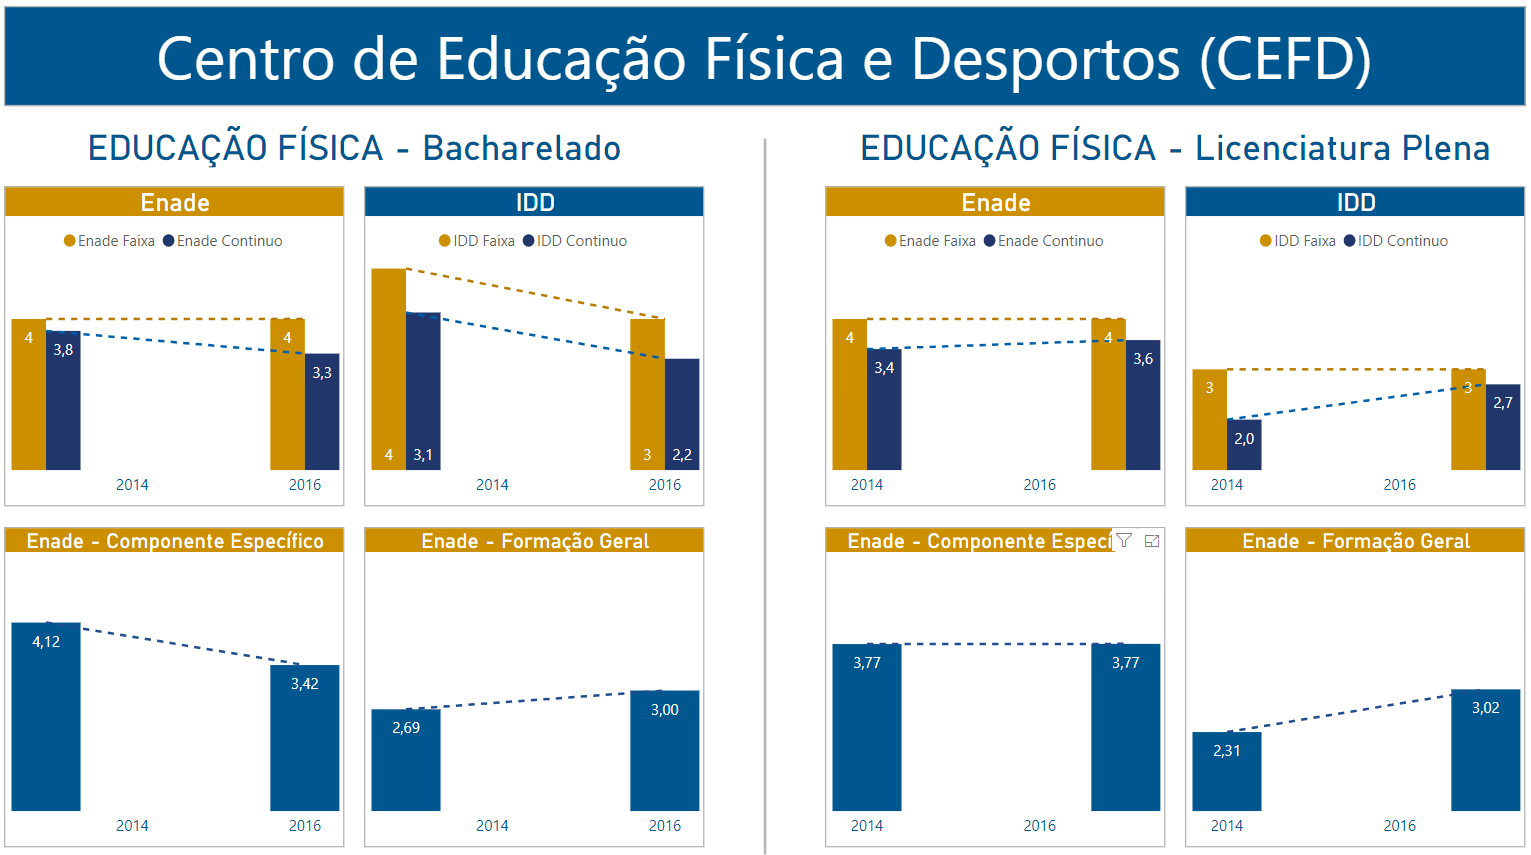 Centro de Educação Física e Desportos (CEFD)
EDUCAÇÃO FÍSICA - Bacharelado
Enade
Enade Faixa Enade Continuo
4
3,8
4
3,3
2014 2016
IDD
IDD Faixa IDD Continuo
4
3,1
3
2,2
2014 2016
Enade - Componente Específico
4,12
3,42
2014 2016
Enade - Formação Geral
2,69
3,00
2014 2016
EDUCAÇÃO FÍSICA - Licenciatura Plena
Enade
Enade Faixa Enade Continuo
4
3,4
4
3,6
2014 2016
IDD
IDD Faixa IDD Continuo
3
2,0
3
2,7
2014 2016
Enade - Componente Especí
3,77
3,77
2014 2016
Enade - Formação Geral
2,31
3,02
2014 2016